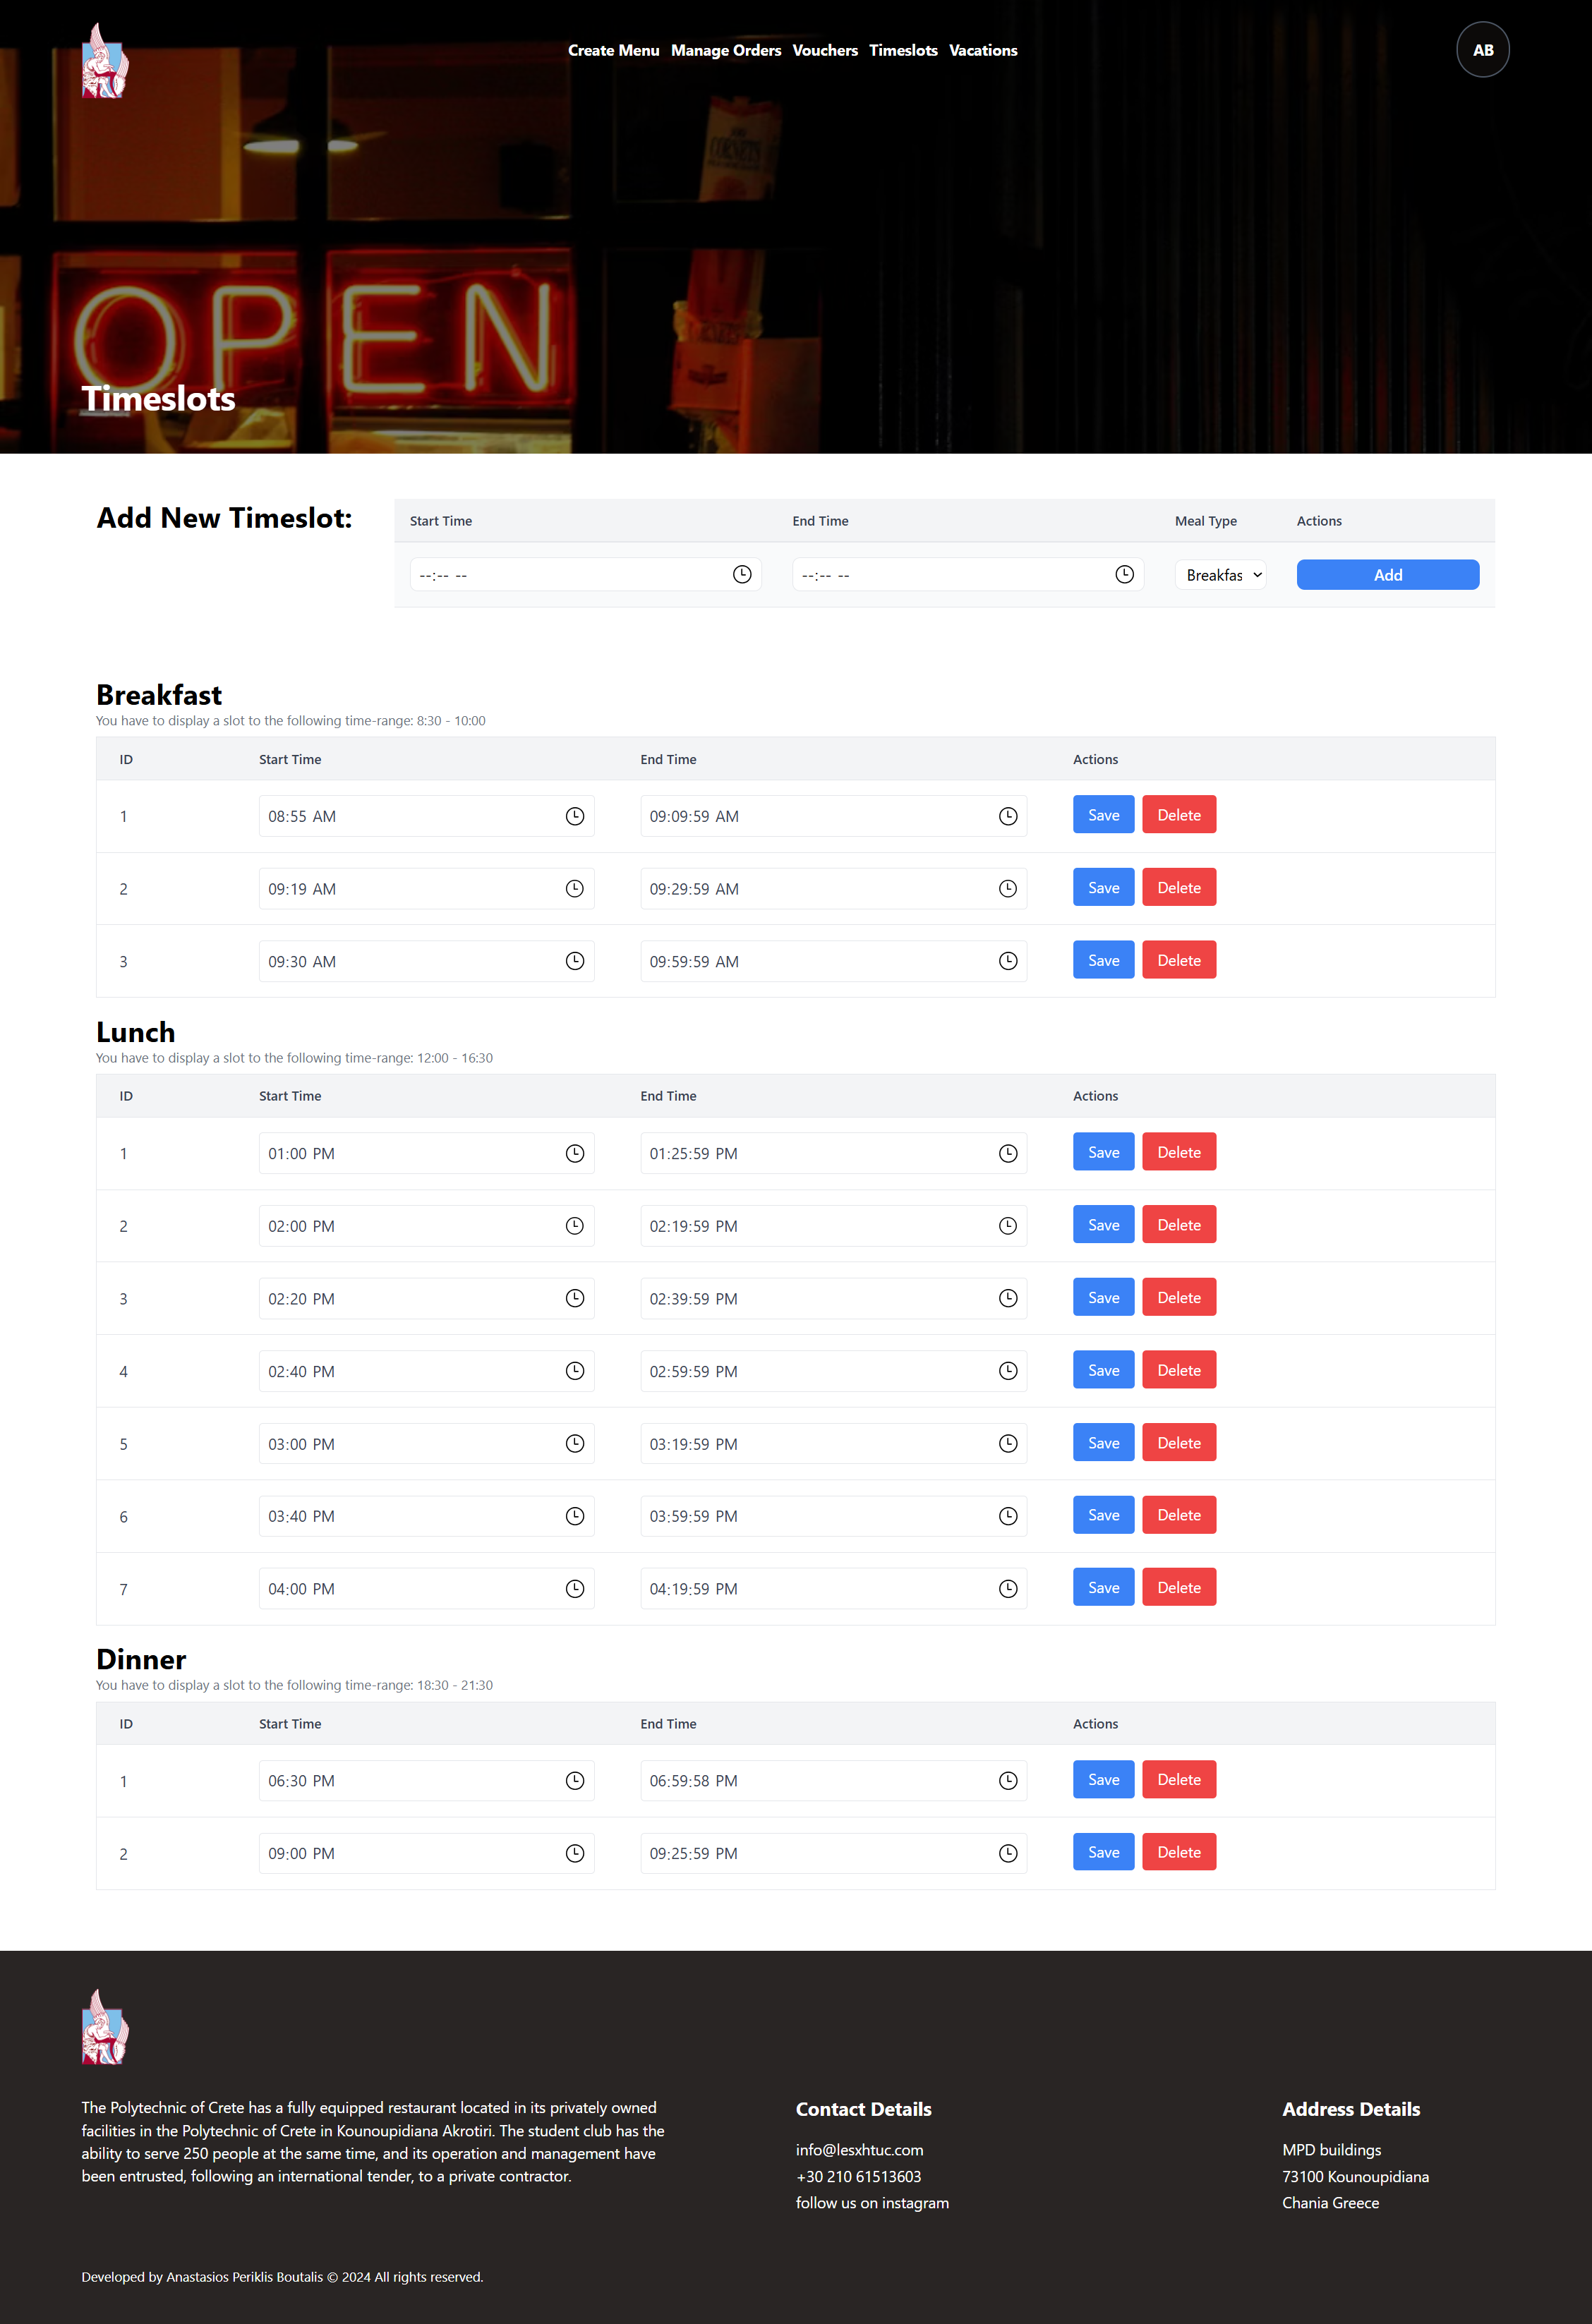 Create Menu Manage Orders Vouchers Timeslots Vacations AB
CORNETS
OPEN
Timeslots
Add New Timeslot:
Start Time End Time Meal Type Actions
--:-- -- --:-- -- Breakfas Add
Breakfast
You have to display a slot to the following time-range: 8:30 - 10:00
ID Start Time End Time Actions
1 08:55 AM 09:09:59 AM Save Delete
2 09:19 AM 09:29:59 AM Save Delete
3 09:30 AM 09:59:59 AM Save Delete
Lunch
You have to display a slot to the following time-range: 12:00 - 16:30
ID Start Time End Time Actions
1 01:00 PM 01:25:59 PM Save Delete
2 02:00 PM 02:19:59 PM Save Delete
3 02:20 PM 02:39:59 PM Save Delete
4 02:40 PM 02:59:59 PM Save Delete
5 03:00 PM 03:19:59 PM Save Delete
6 03:40 PM 03:59:59 PM Save Delete
7 04:00 PM 04:19:59 PM Save Delete
Dinner
You have to display a slot to the following time-range: 18:30 - 21:30
ID Start Time End Time Actions
1 06:30 PM 06:59:58 PM Save Delete
2 09:00 PM 09:25:59 PM Save Delete
The Polytechnic of Crete has a fully equipped restaurant located in its privately owned
facilities in the Polytechnic of Crete in Kounoupidiana Akrotiri. The student club has the
ability to serve 250 people at the same time, and its operation and management have
been entrusted, following an international tender, to a private contractor.
Contact Details
info@lesxhtuc.com
+30 210 61513603
follow us on instagram
Address Details
MPD buildings
73100 Kounoupidiana
Chania Greece
Developed by Anastasios Periklis Boutalis © 2024 All rights reserved.